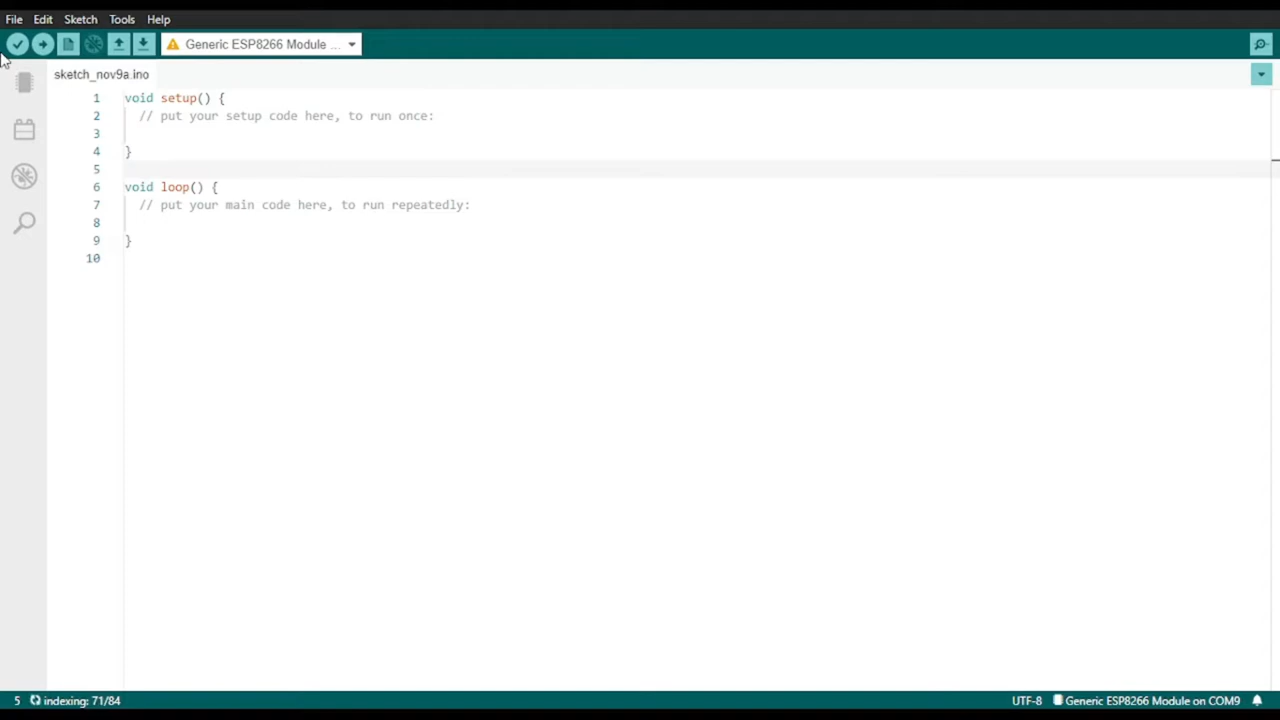 File Edit Sketch Tools Help
Generic ESP8266 Module ...
sketch_nov9a.ino
1 void setup() {
2 // put your setup code here, to run once:
3
4 }
5
6 void loop() {
7 // put your main code here, to run repeatedly:
8
9 }
10
5 indexing: 71/84 UTF-8 Generic ESP8266 Module on COM9